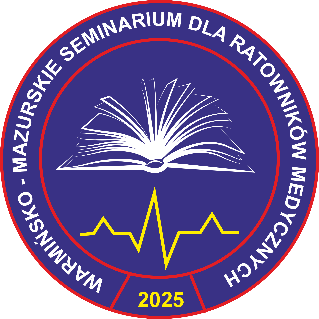 WARMIŃSKO - MAZURSKIE SEMINARIUM DLA RATOWNIKÓW MEDYCZNYCH
2025